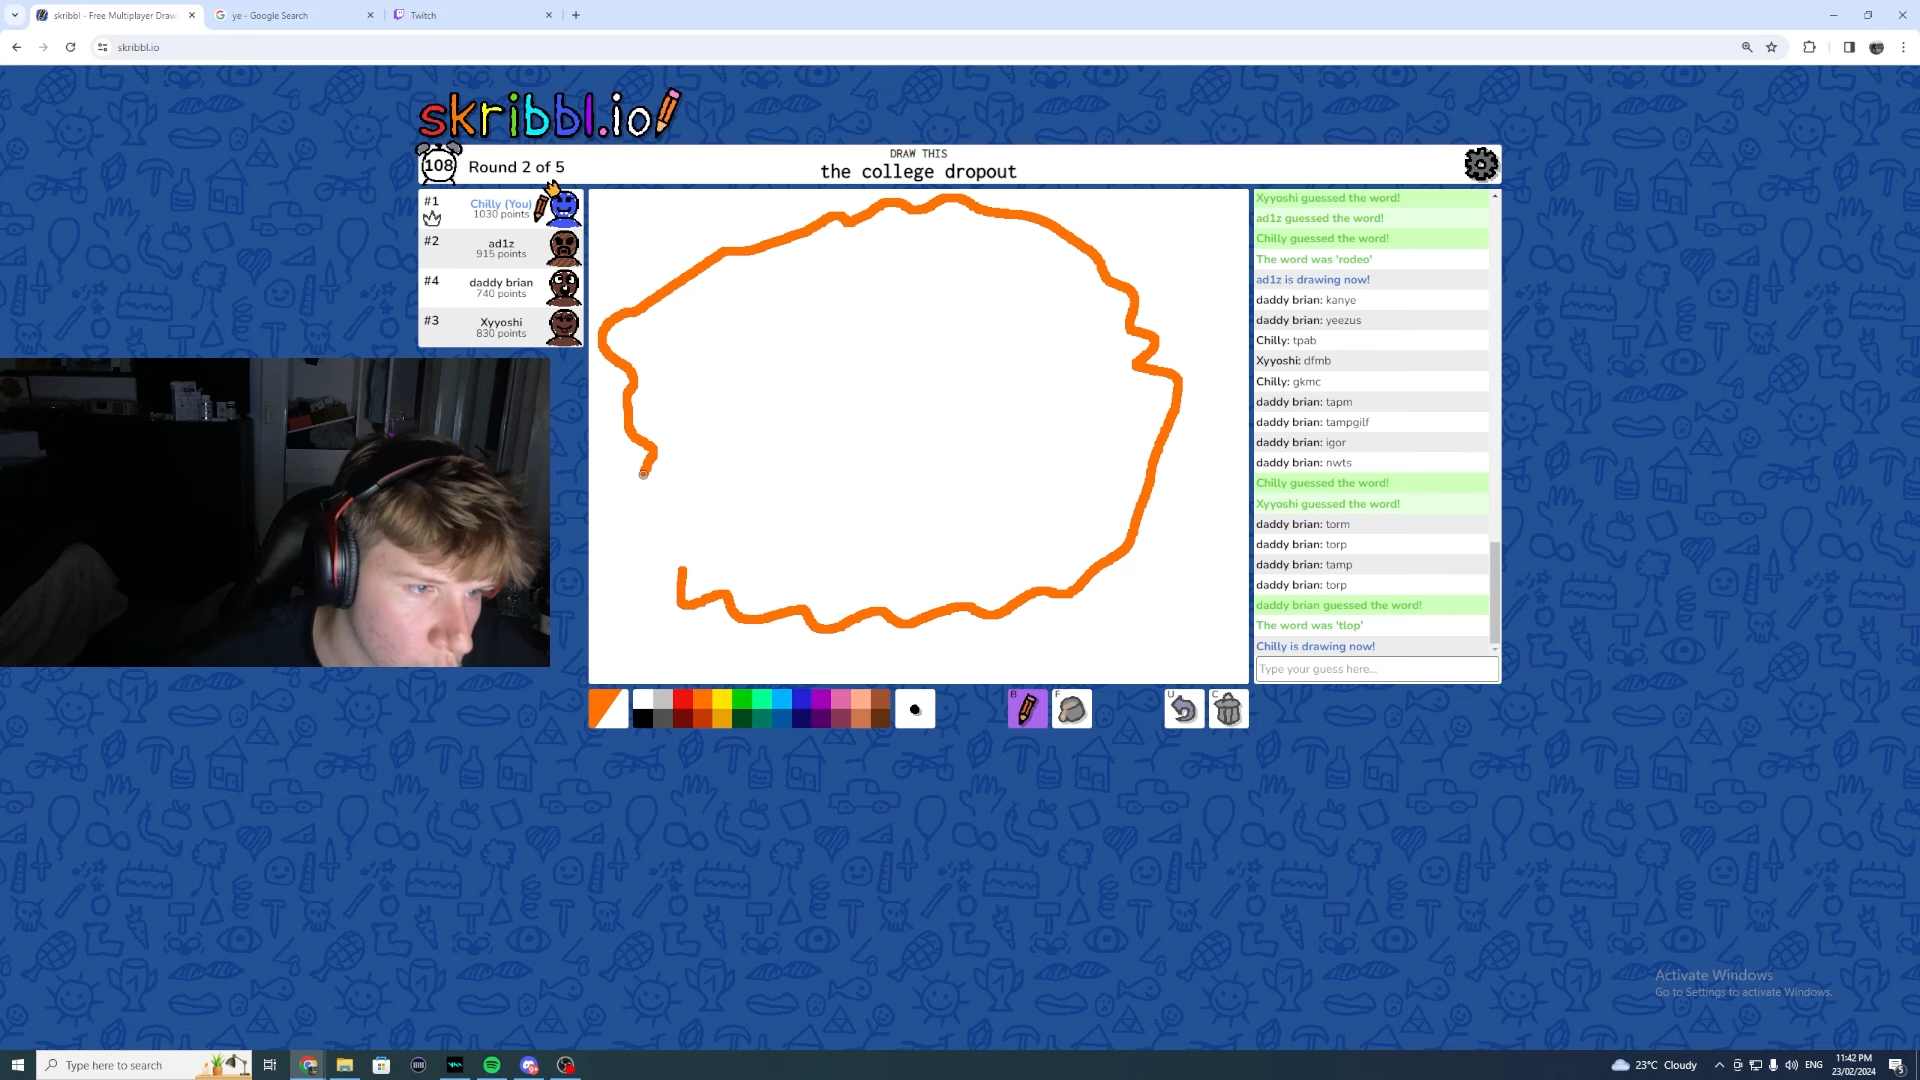 skribbl - Free Multiplayer Draw
ye - Google Search
Twitch
skribbl.io
skribbl.io
108
Round 2 of 5
DRAW THIS
the college dropout
#1
Chilly (You)
1030 points
#2
ad1z
915 points
#4
daddy brian
740 points
#3
Xyyoshi
830 points
Xyyoshi guessed the word!
ad1z guessed the word!
Chilly guessed the word!
The word was 'rodeo'
ad1z is drawing now!
daddy brian: kanye
daddy brian: yeezus
Chilly: tpab
Xyyoshi: dfmb
Chilly: gkmc
daddy brian: tapm
daddy brian: tampgilf
daddy brian: igor
daddy brian: nwts
Chilly guessed the word!
Xyyoshi guessed the word!
daddy brian: torm
daddy brian: torp
daddy brian: tamp
daddy brian: torp
daddy brian guessed the word!
The word was 'tlop'
Chilly is drawing now!
Type your guess here...
B
F
U
C
Activate Windows
Go to Settings to activate Windows.
Type here to search
23°C Cloudy
ENG
11:42 PM
23/02/2024
5